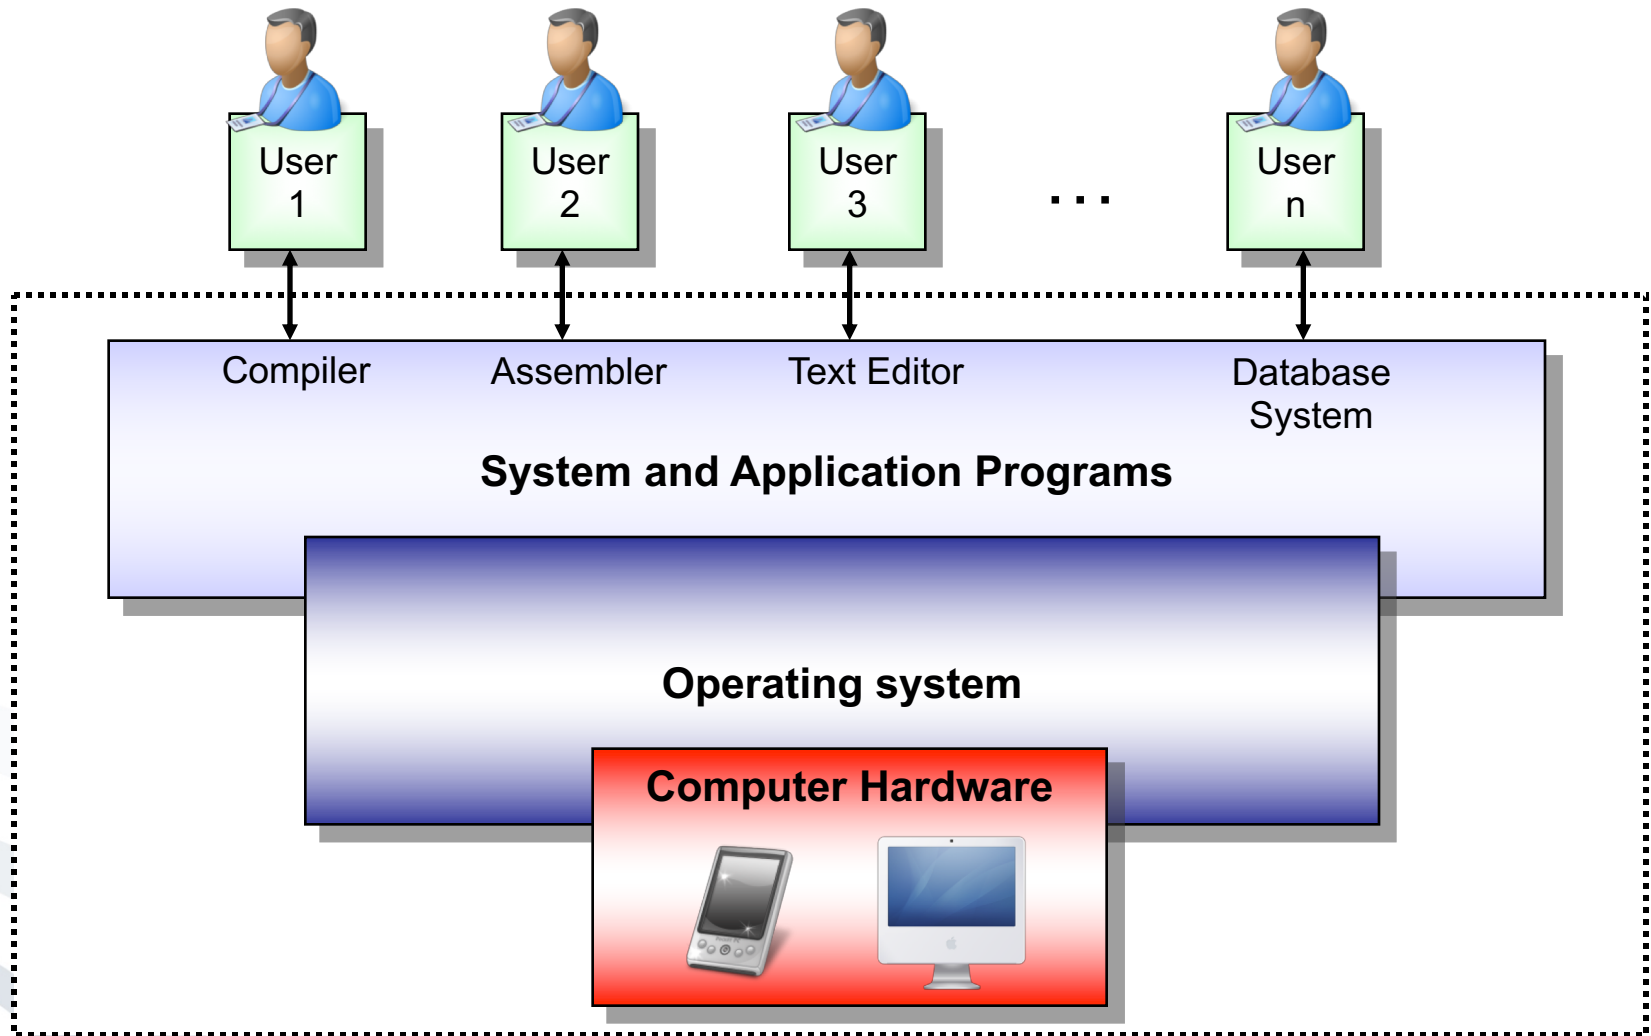 User
1
User
2
User
3
...
User
n
Compiler
Assembler
Text Editor
Database
System
System and Application Programs
Operating system
Computer Hardware